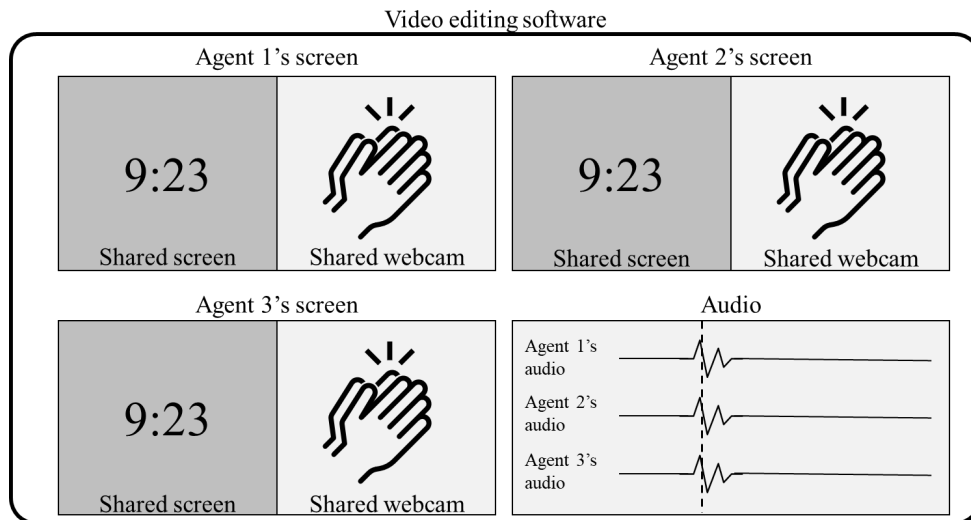 Video editing software
Agent 1’s screen
Agent 2’s screen
9:23
Shared screen
Shared webcam
9:23
Shared screen
Shared webcam
Agent 3’s screen
Audio
9:23
Shared screen
Shared webcam
Agent 1’s
audio
Agent 2’s
audio
Agent 3’s
audio